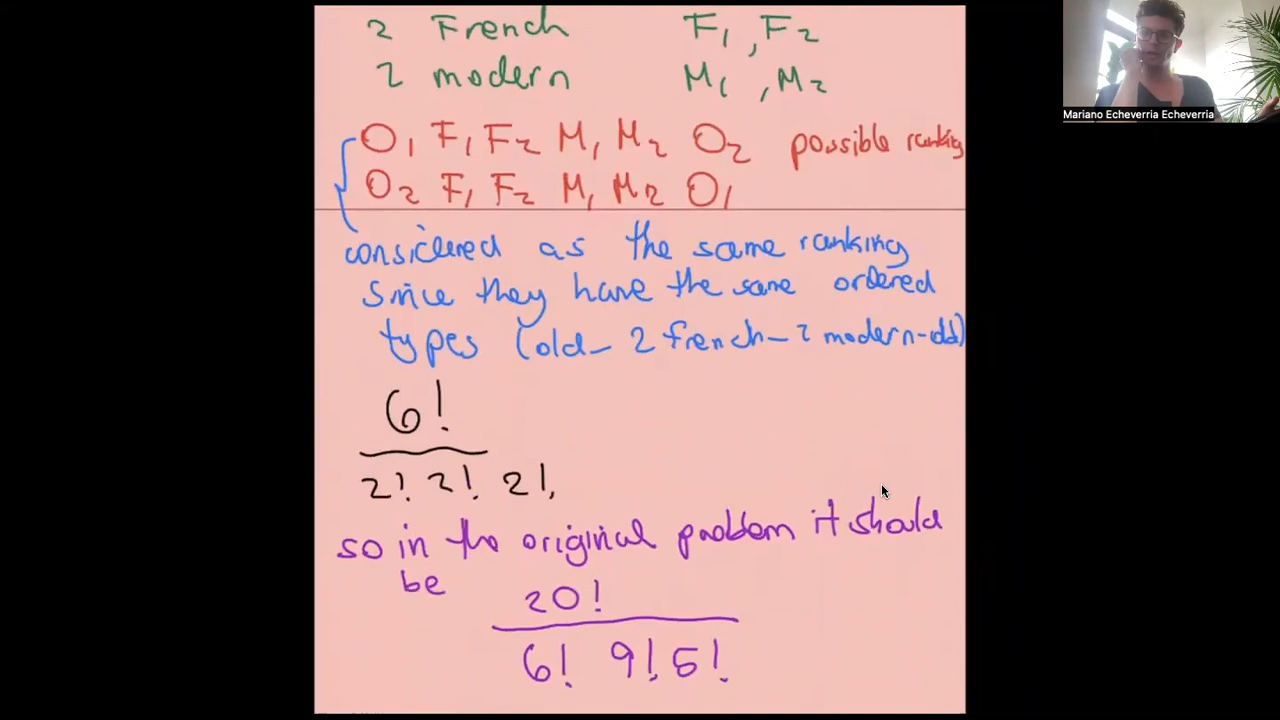 2 French F1, F2
2 modern M1, M2
O1 F1 F2 M1 M2 O2 possible ranking
O2 F1 F2 M1 M2 O1
considered as the same ranking
since they have the same ordered
types (old- 2 french- 2 modern-old)
6!
2! 2! 2!
so in the original problem it should
be
20!
6! 9! 5!
Mariano Echeverria Echeverria